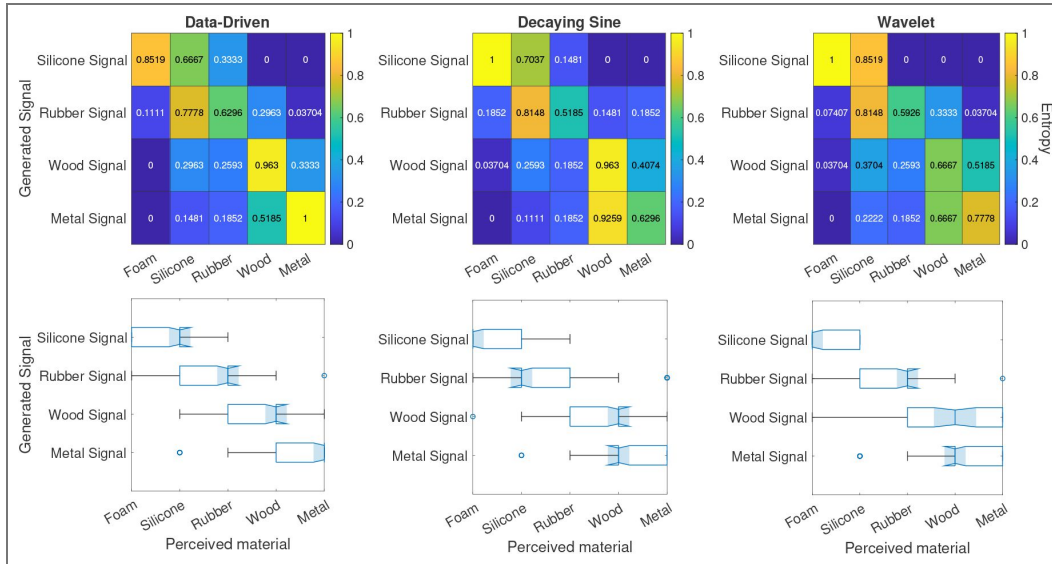 Data-Driven
Decaying Sine
Wavelet
Generated Signal
Silicone Signal
Rubber Signal
Wood Signal
Metal Signal
0.8519 0.6667 0.3333 0 0
0.1111 0.7778 0.6296 0.2963 0.03704
0 0.2963 0.2593 0.963 0.3333
0 0.1481 0.1852 0.5185 1
Foam Silicone Rubber Wood Metal
1
0.8
0.6
0.4
0.2
0
Silicone Signal
Rubber Signal
Wood Signal
Metal Signal
1 0.7037 0.1481 0 0
0.1852 0.8148 0.5185 0.1481 0.1852
0.03704 0.2593 0.1852 0.963 0.4074
0 0.1111 0.1852 0.9259 0.6296
Foam Silicone Rubber Wood Metal
1
0.8
0.6
0.4
0.2
0
Silicone Signal
Rubber Signal
Wood Signal
Metal Signal
1 0.8519 0 0 0
0.07407 0.8148 0.5926 0.3333 0.03704
0.03704 0.3704 0.2593 0.6667 0.5185
0 0.2222 0.1852 0.6667 0.7778
Foam Silicone Rubber Wood Metal
1
0.8
0.6
0.4
0.2
0
Entropy
Generated Signal
Silicone Signal
Rubber Signal
Wood Signal
Metal Signal
Foam Silicone Rubber Wood Metal
Perceived material
Silicone Signal
Rubber Signal
Wood Signal
Metal Signal
Foam Silicone Rubber Wood Metal
Perceived material
Silicone Signal
Rubber Signal
Wood Signal
Metal Signal
Foam Silicone Rubber Wood Metal
Perceived material